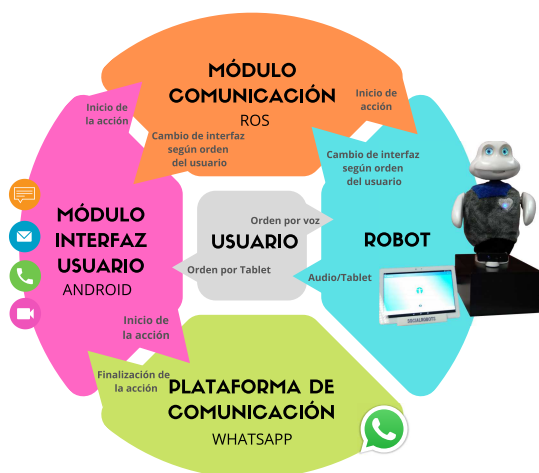 MÓDULO
COMUNICACIÓN
ROS
Inicio de
la acción
Inicio de
acción
Cambio de interfaz
según orden
del usuario
Cambio de interfaz
según orden
del usuario
MÓDULO
INTERFAZ
USUARIO
ANDROID
USUARIO
Orden por voz
Orden por Tablet
ROBOT
Audio/Tablet
SOCIALROBOTS
Inicio de
la acción
Finalización de
la acción
PLATAFORMA DE
COMUNICACIÓN
WHATSAPP